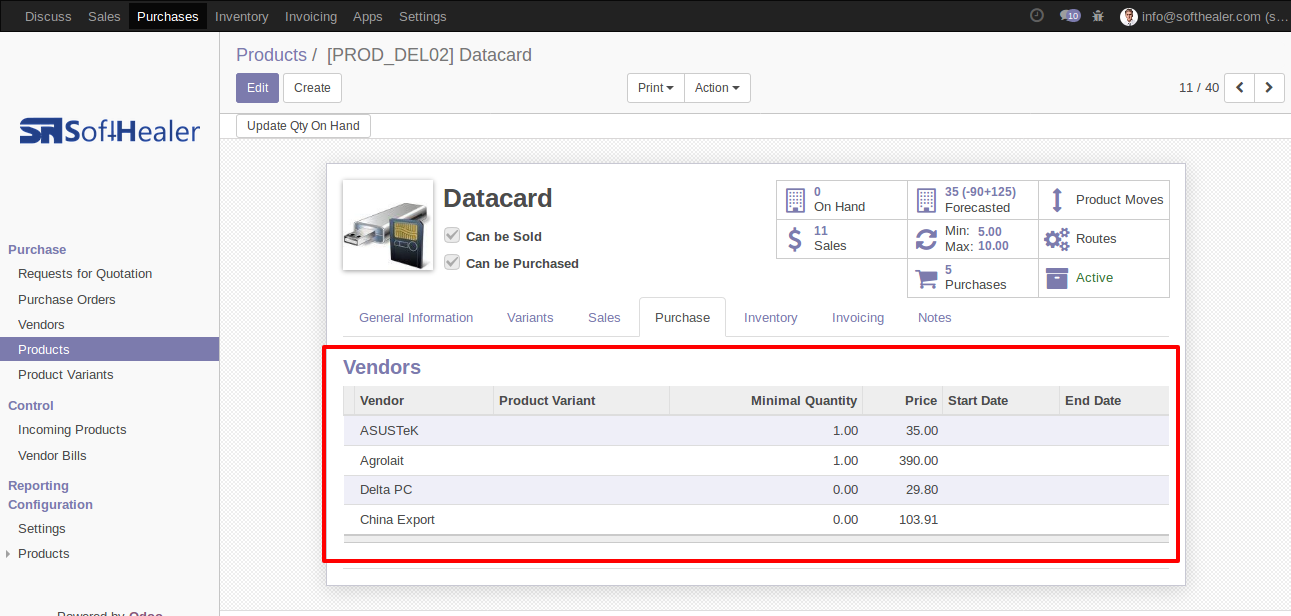 Discuss Sales Purchases Inventory Invoicing Apps Settings 10 info@softhealer.com (s...
Products / [PROD_DEL02] Datacard
Edit Create Print Action 11 / 40
Update Qty On Hand
SH SoftHealer
Purchase
Requests for Quotation
Purchase Orders
Vendors
Products
Product Variants
Control
Incoming Products
Vendor Bills
Reporting
Configuration
Settings
Products
Powered by Odoo
Datacard
Can be Sold
Can be Purchased
0
On Hand
35 (-90+125)
Forecasted
Product Moves
11
Sales
Min: 5.00
Max: 10.00
Routes
5
Purchases
Active
General Information Variants Sales Purchase Inventory Invoicing Notes
Vendors
Vendor Product Variant Minimal Quantity Price Start Date End Date
ASUSTeK 1.00 35.00
Agrolait 1.00 390.00
Delta PC 0.00 29.80
China Export 0.00 103.91